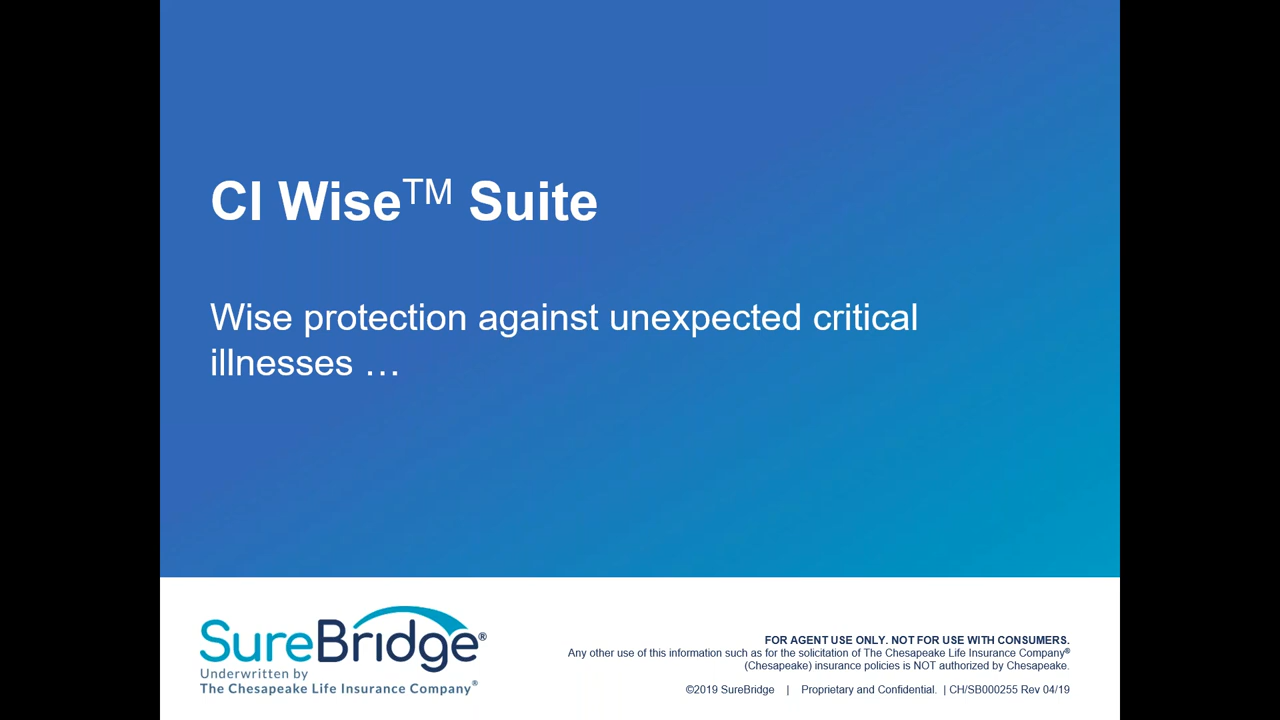 CI Wise™ Suite
Wise protection against unexpected critical
illnesses …
SureBridge®
Underwritten by
The Chesapeake Life Insurance Company®
FOR AGENT USE ONLY. NOT FOR USE WITH CONSUMERS.
Any other use of this information such as for the solicitation of The Chesapeake Life Insurance Company®
(Chesapeake) insurance policies is NOT authorized by Chesapeake.
©2019 SureBridge | Proprietary and Confidential. | CH/SB000255 Rev 04/19